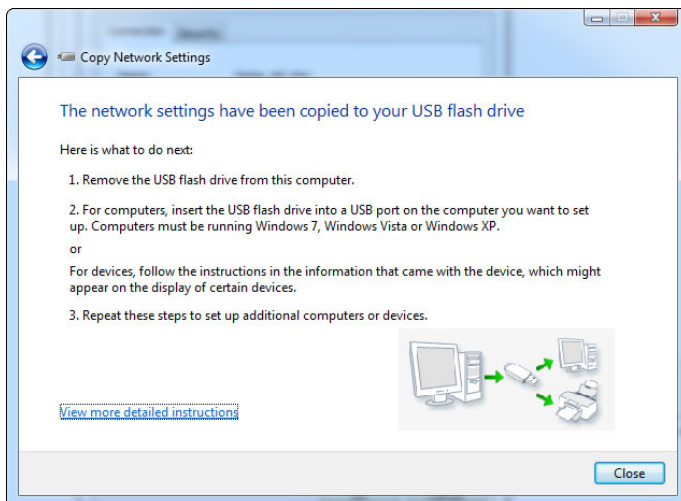 Copy Network Settings
The network settings have been copied to your USB flash drive
Here is what to do next:
1. Remove the USB flash drive from this computer.
2. For computers, insert the USB flash drive into a USB port on the computer you want to set
up. Computers must be running Windows 7, Windows Vista or Windows XP.
or
For devices, follow the instructions in the information that came with the device, which might
appear on the display of certain devices.
3. Repeat these steps to set up additional computers or devices.
View more detailed instructions
Close